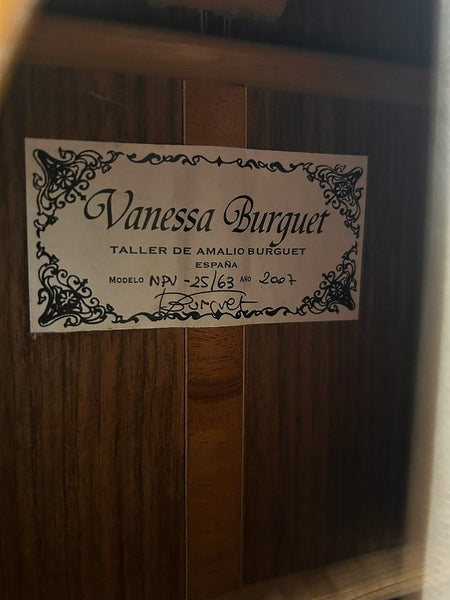 Vanessa Burguet
TALLER DE AMALIO BURGUET
ESPAÑA
MODELO NPV -25/63 AÑO 2007
Burguet